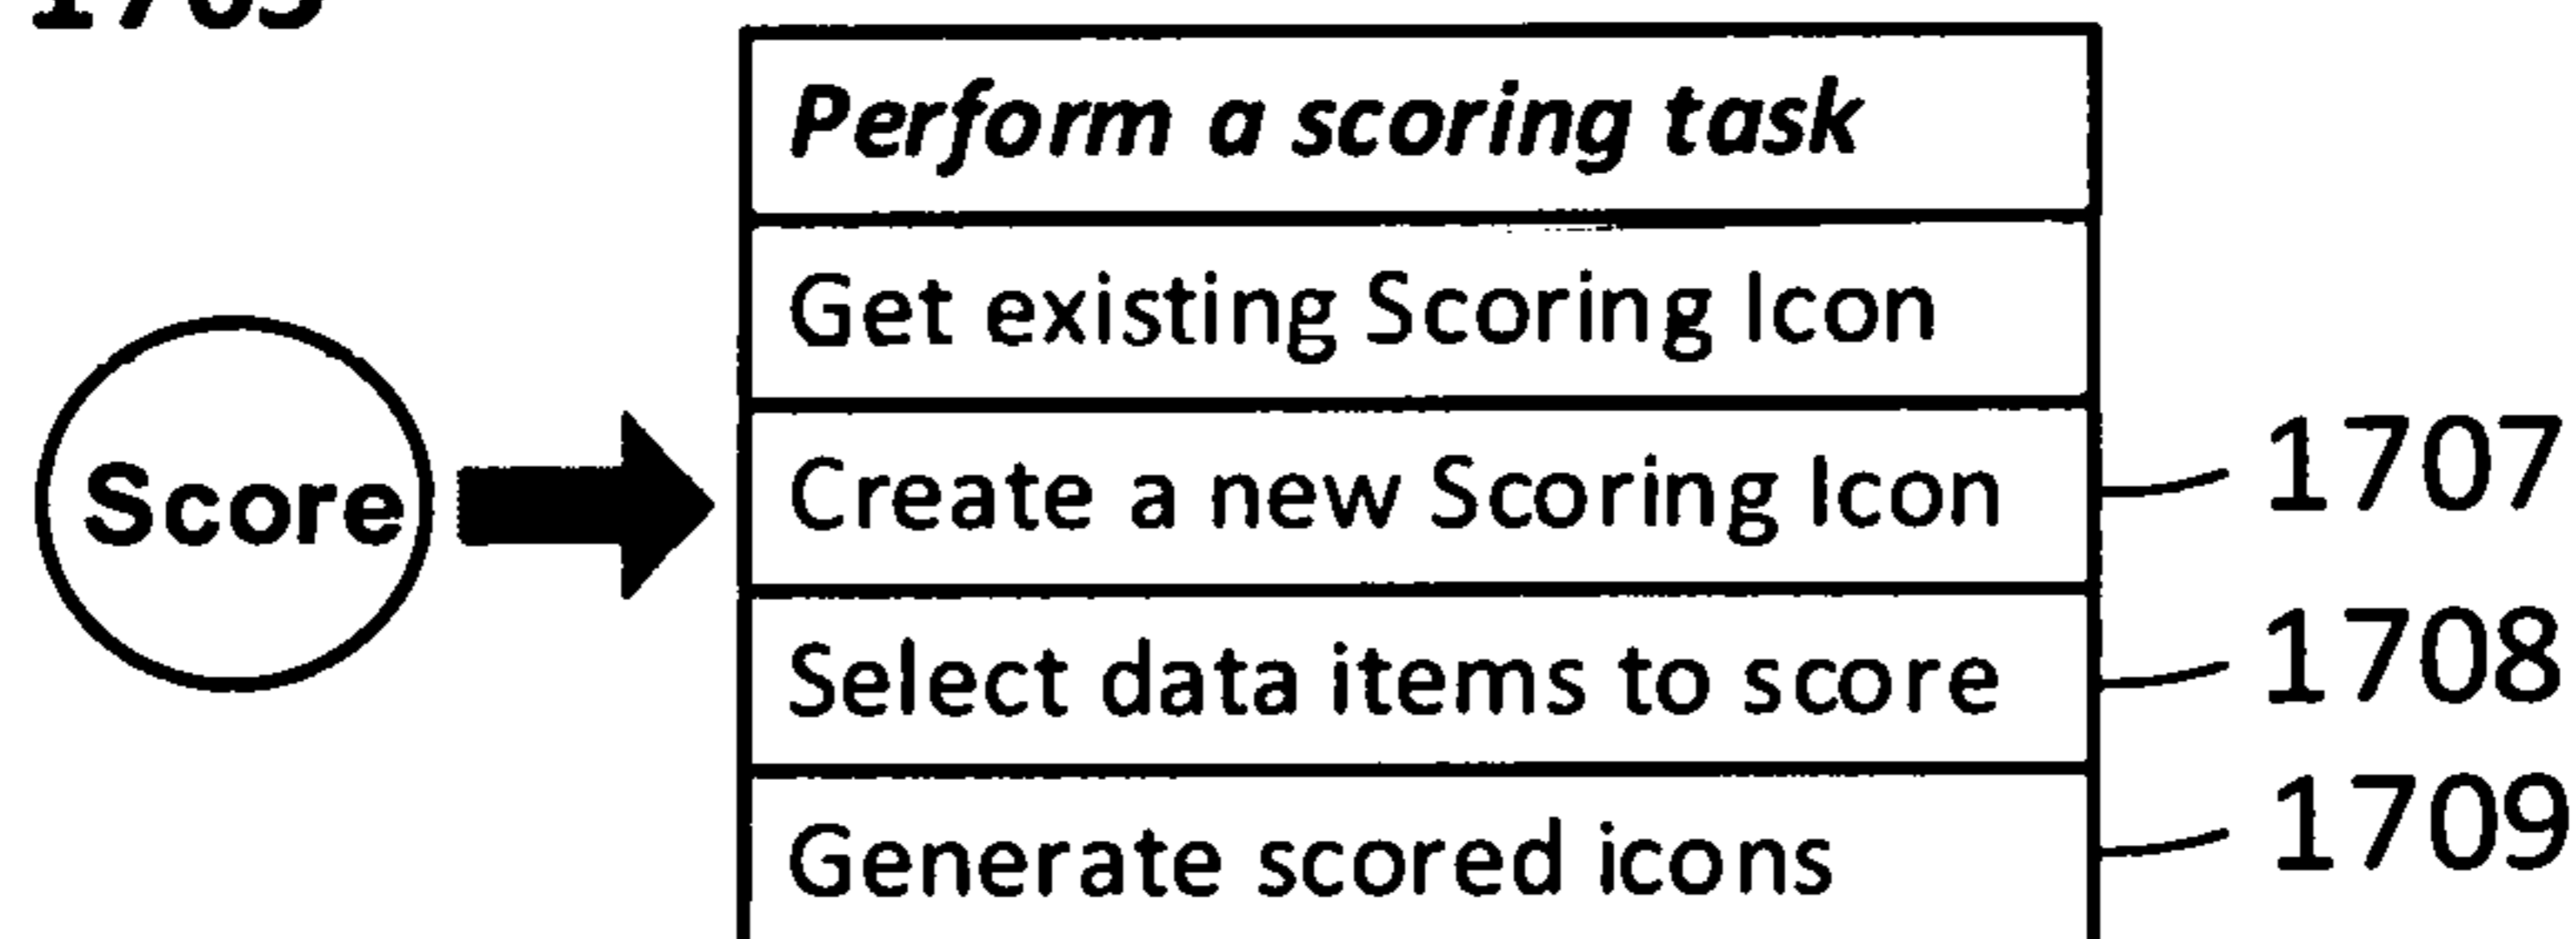 Perform a scoring task
Get existing Scoring Icon
Score
Create a new Scoring Icon 1707
Select data items to score 1708
Generate scored icons 1709